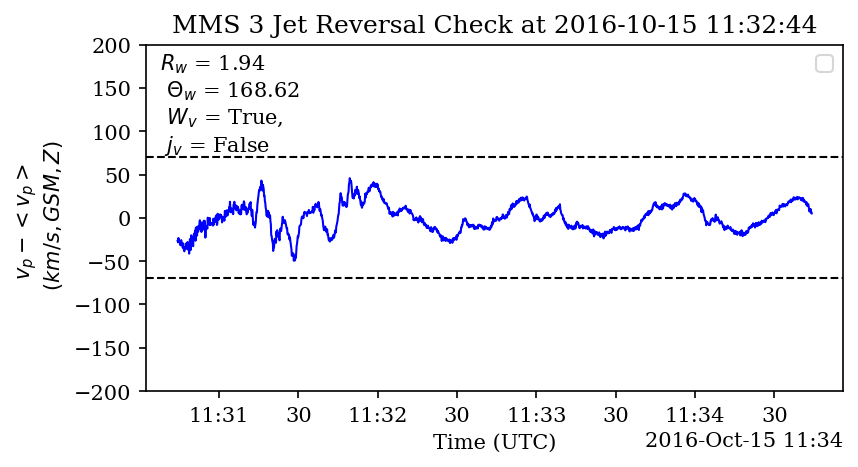 MMS 3 Jet Reversal Check at 2016-10-15 11:32:44
R_w = 1.94
Θ_w = 168.62
W_v = True,
j_v = False
v_p − < v_p >
(km/s, GSM, Z)
200
150
100
50
0
−50
−100
−150
−200
11:31 30 11:32 30 11:33 30 11:34 30
Time (UTC) 2016-Oct-15 11:34